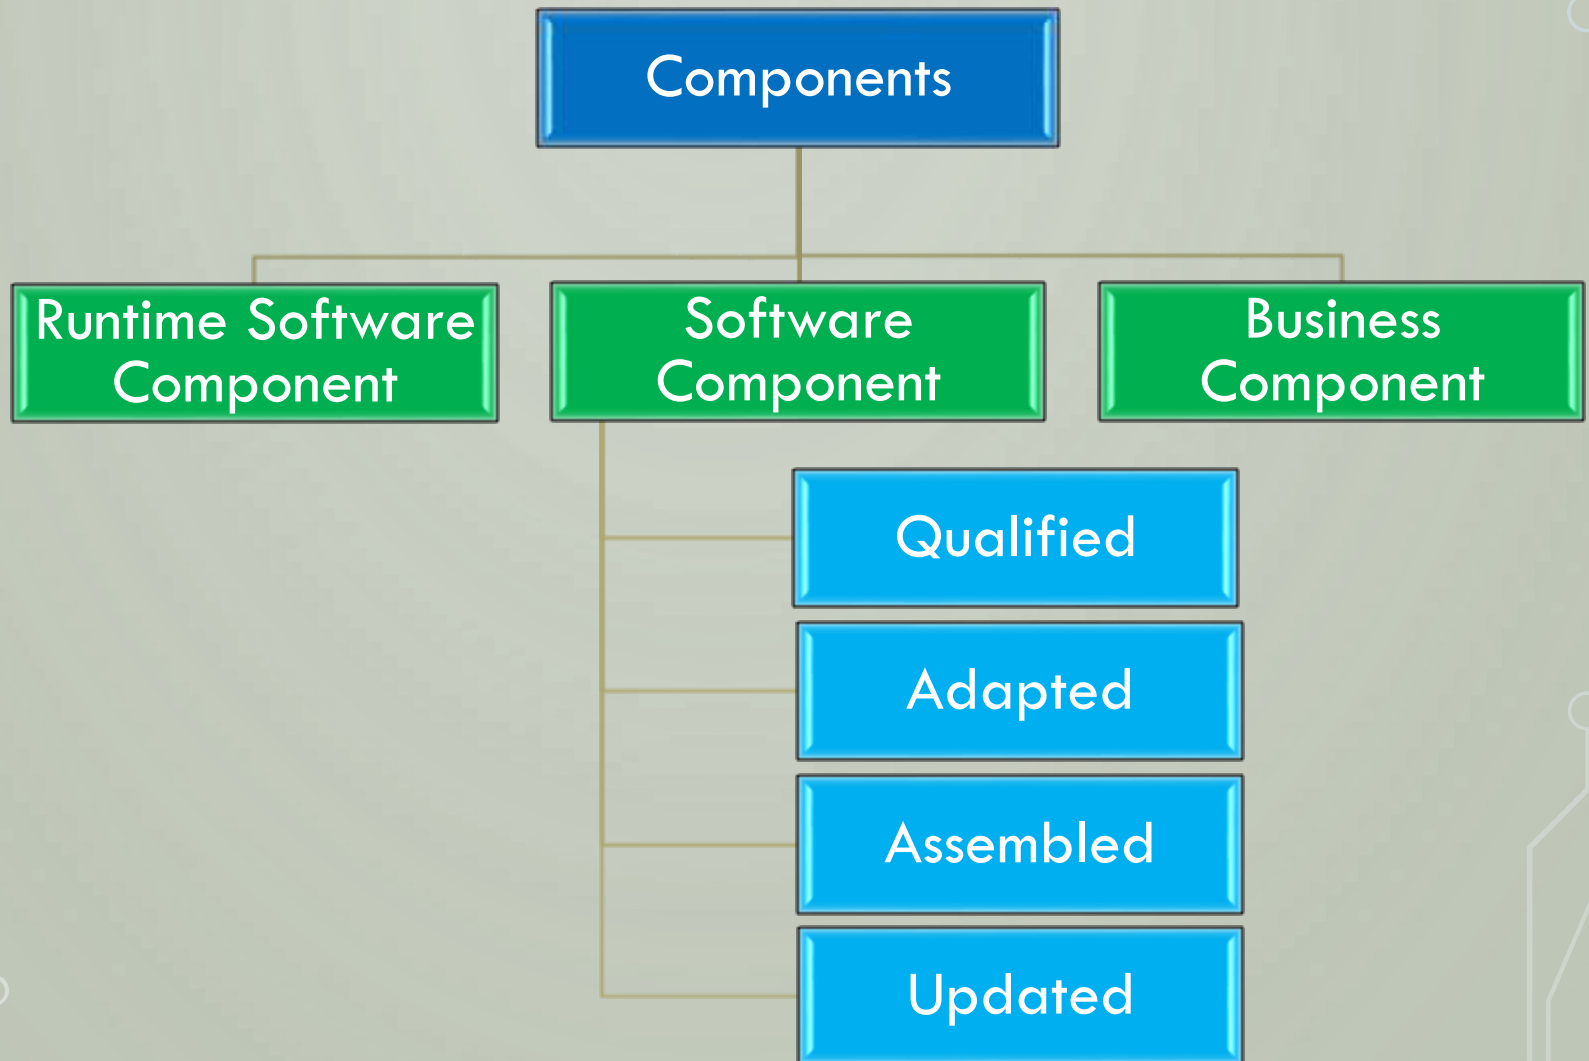 Components
Runtime Software
Component
Software
Component
Business
Component
Qualified
Adapted
Assembled
Updated